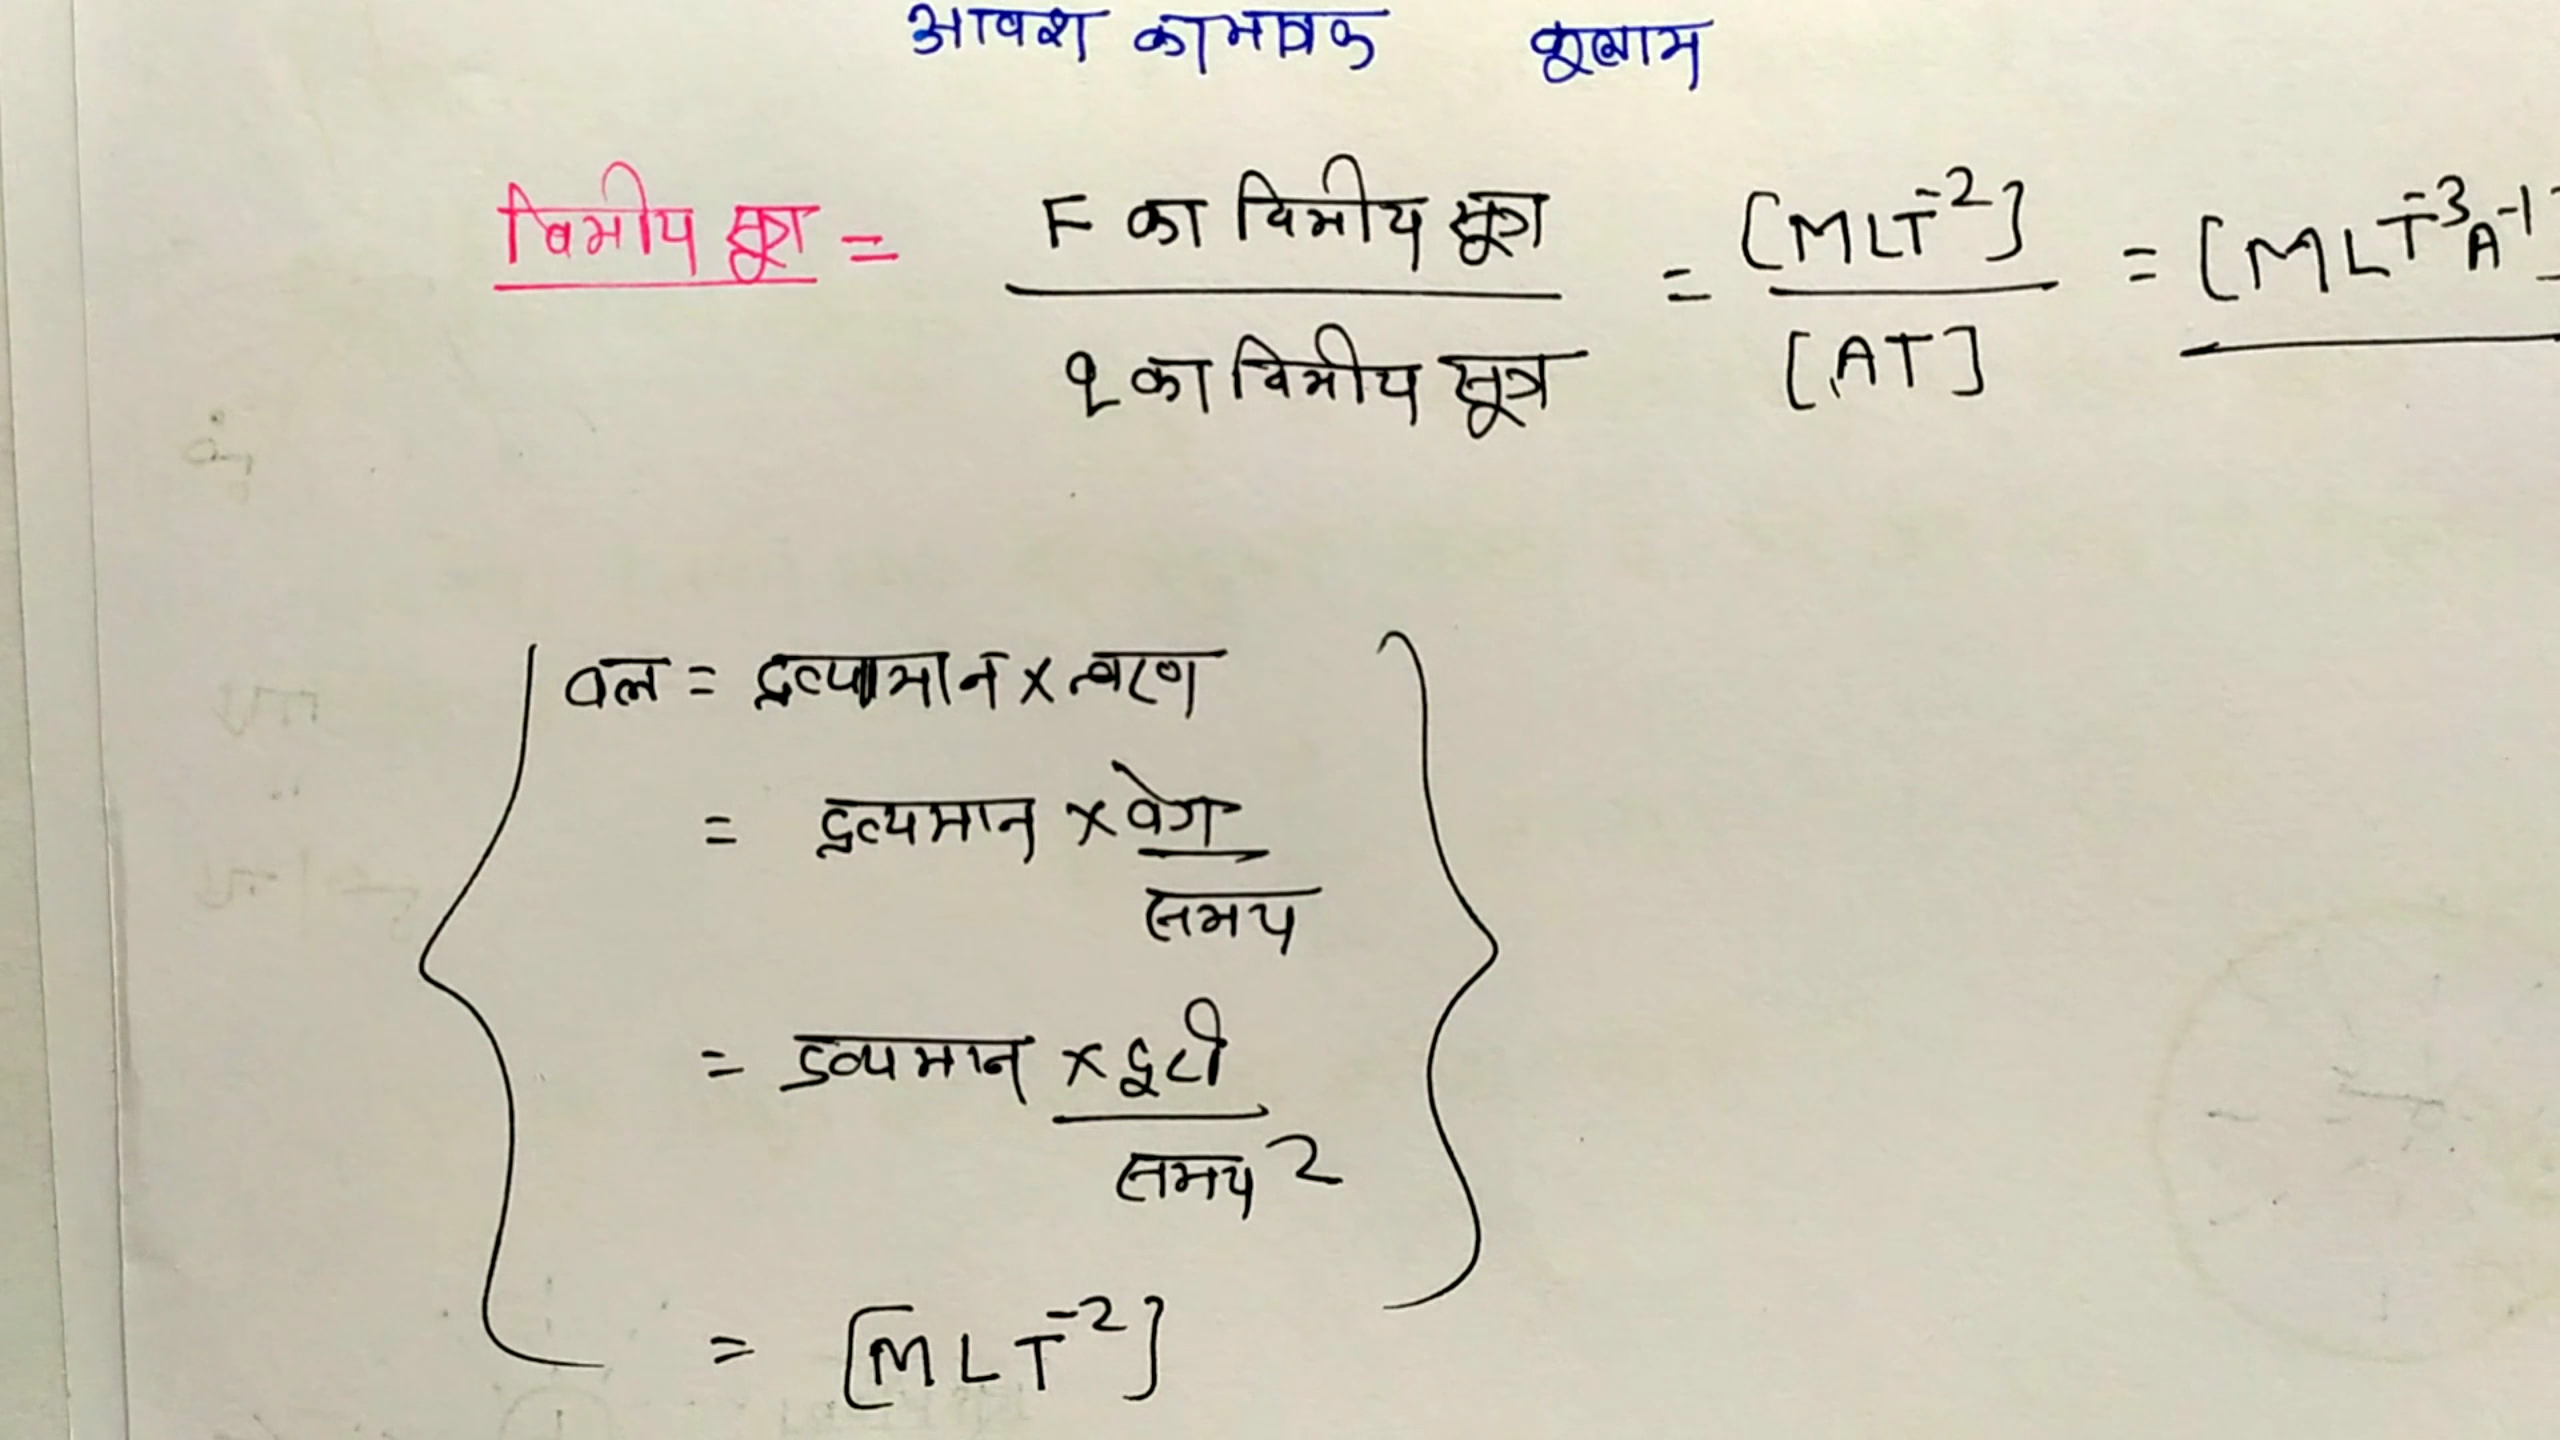 आवेश का मात्रक कूलाम
विमीय सूत्र = F का विमीय सूत्र / q का विमीय सूत्र = [MLT⁻²] / [AT] = [MLT⁻³A⁻¹]
बल = द्रव्यमान × त्वरण
= द्रव्यमान × वेग / समय
= द्रव्यमान × दूरी / समय²
= [MLT⁻²]